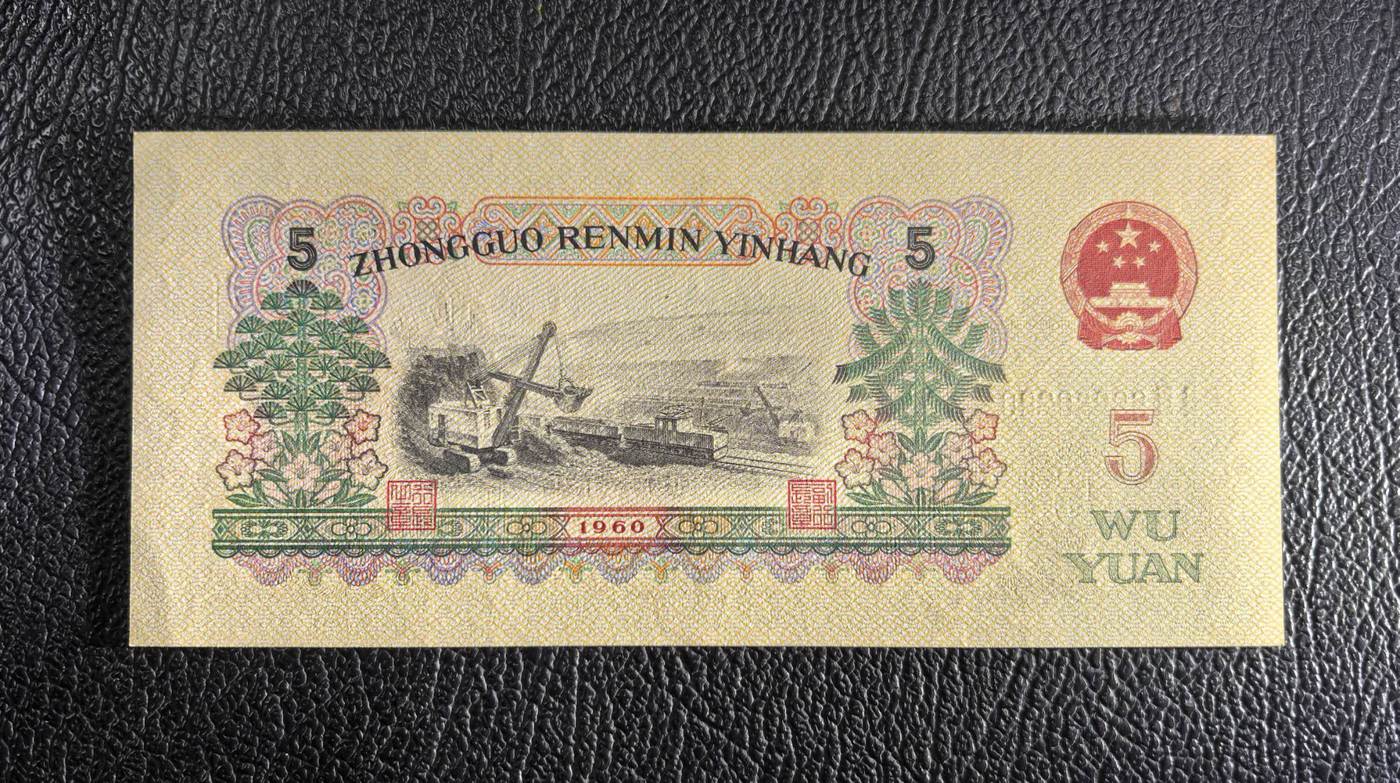 5 ZHONGGUO RENMIN YINHANG 5
5
WU
YUAN
1960